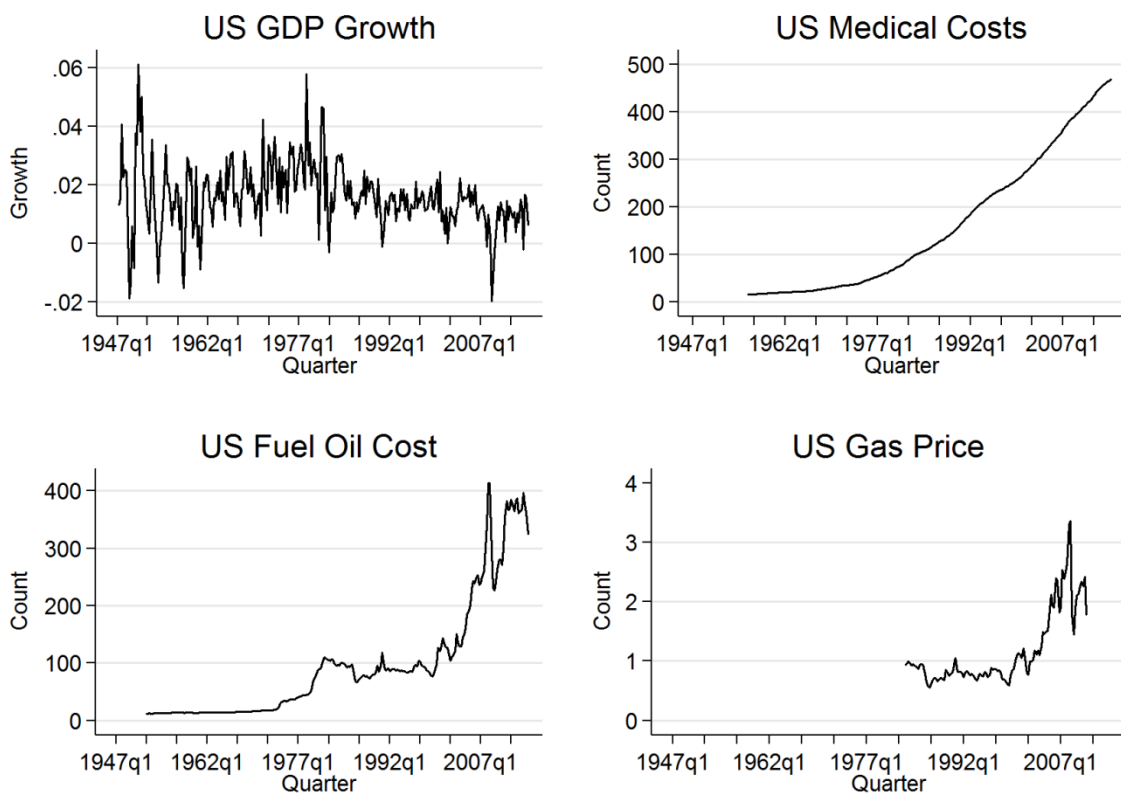 US GDP Growth
Growth
.06
.04
.02
0
-.02
1947q1 1962q1 1977q1 1992q1 2007q1
Quarter
US Medical Costs
Count
500
400
300
200
100
0
1947q1 1962q1 1977q1 1992q1 2007q1
Quarter
US Fuel Oil Cost
Count
400
300
200
100
0
1947q1 1962q1 1977q1 1992q1 2007q1
Quarter
US Gas Price
Count
4
3
2
1
0
1947q1 1962q1 1977q1 1992q1 2007q1
Quarter